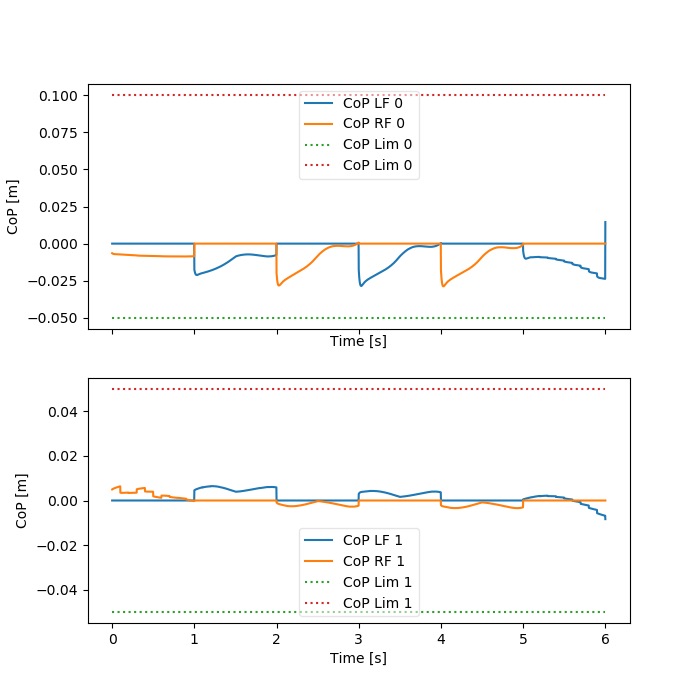 0.100
0.075
0.050
0.025
0.000
−0.025
−0.050
CoP [m]
CoP LF 0
CoP RF 0
CoP Lim 0
CoP Lim 0
Time [s]
0.04
0.02
0.00
−0.02
−0.04
CoP [m]
CoP LF 1
CoP RF 1
CoP Lim 1
CoP Lim 1
0 1 2 3 4 5 6
Time [s]